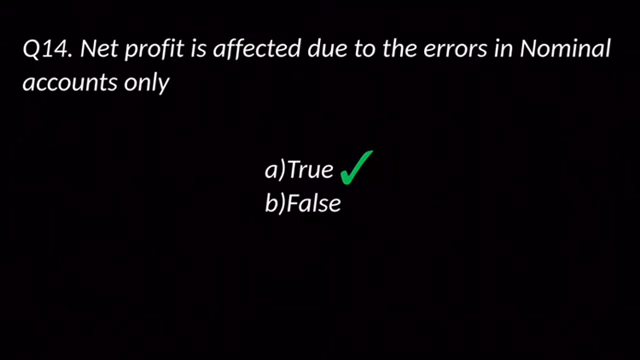 Q14. Net profit is affected due to the errors in Nominal
accounts only
a)True
b)False